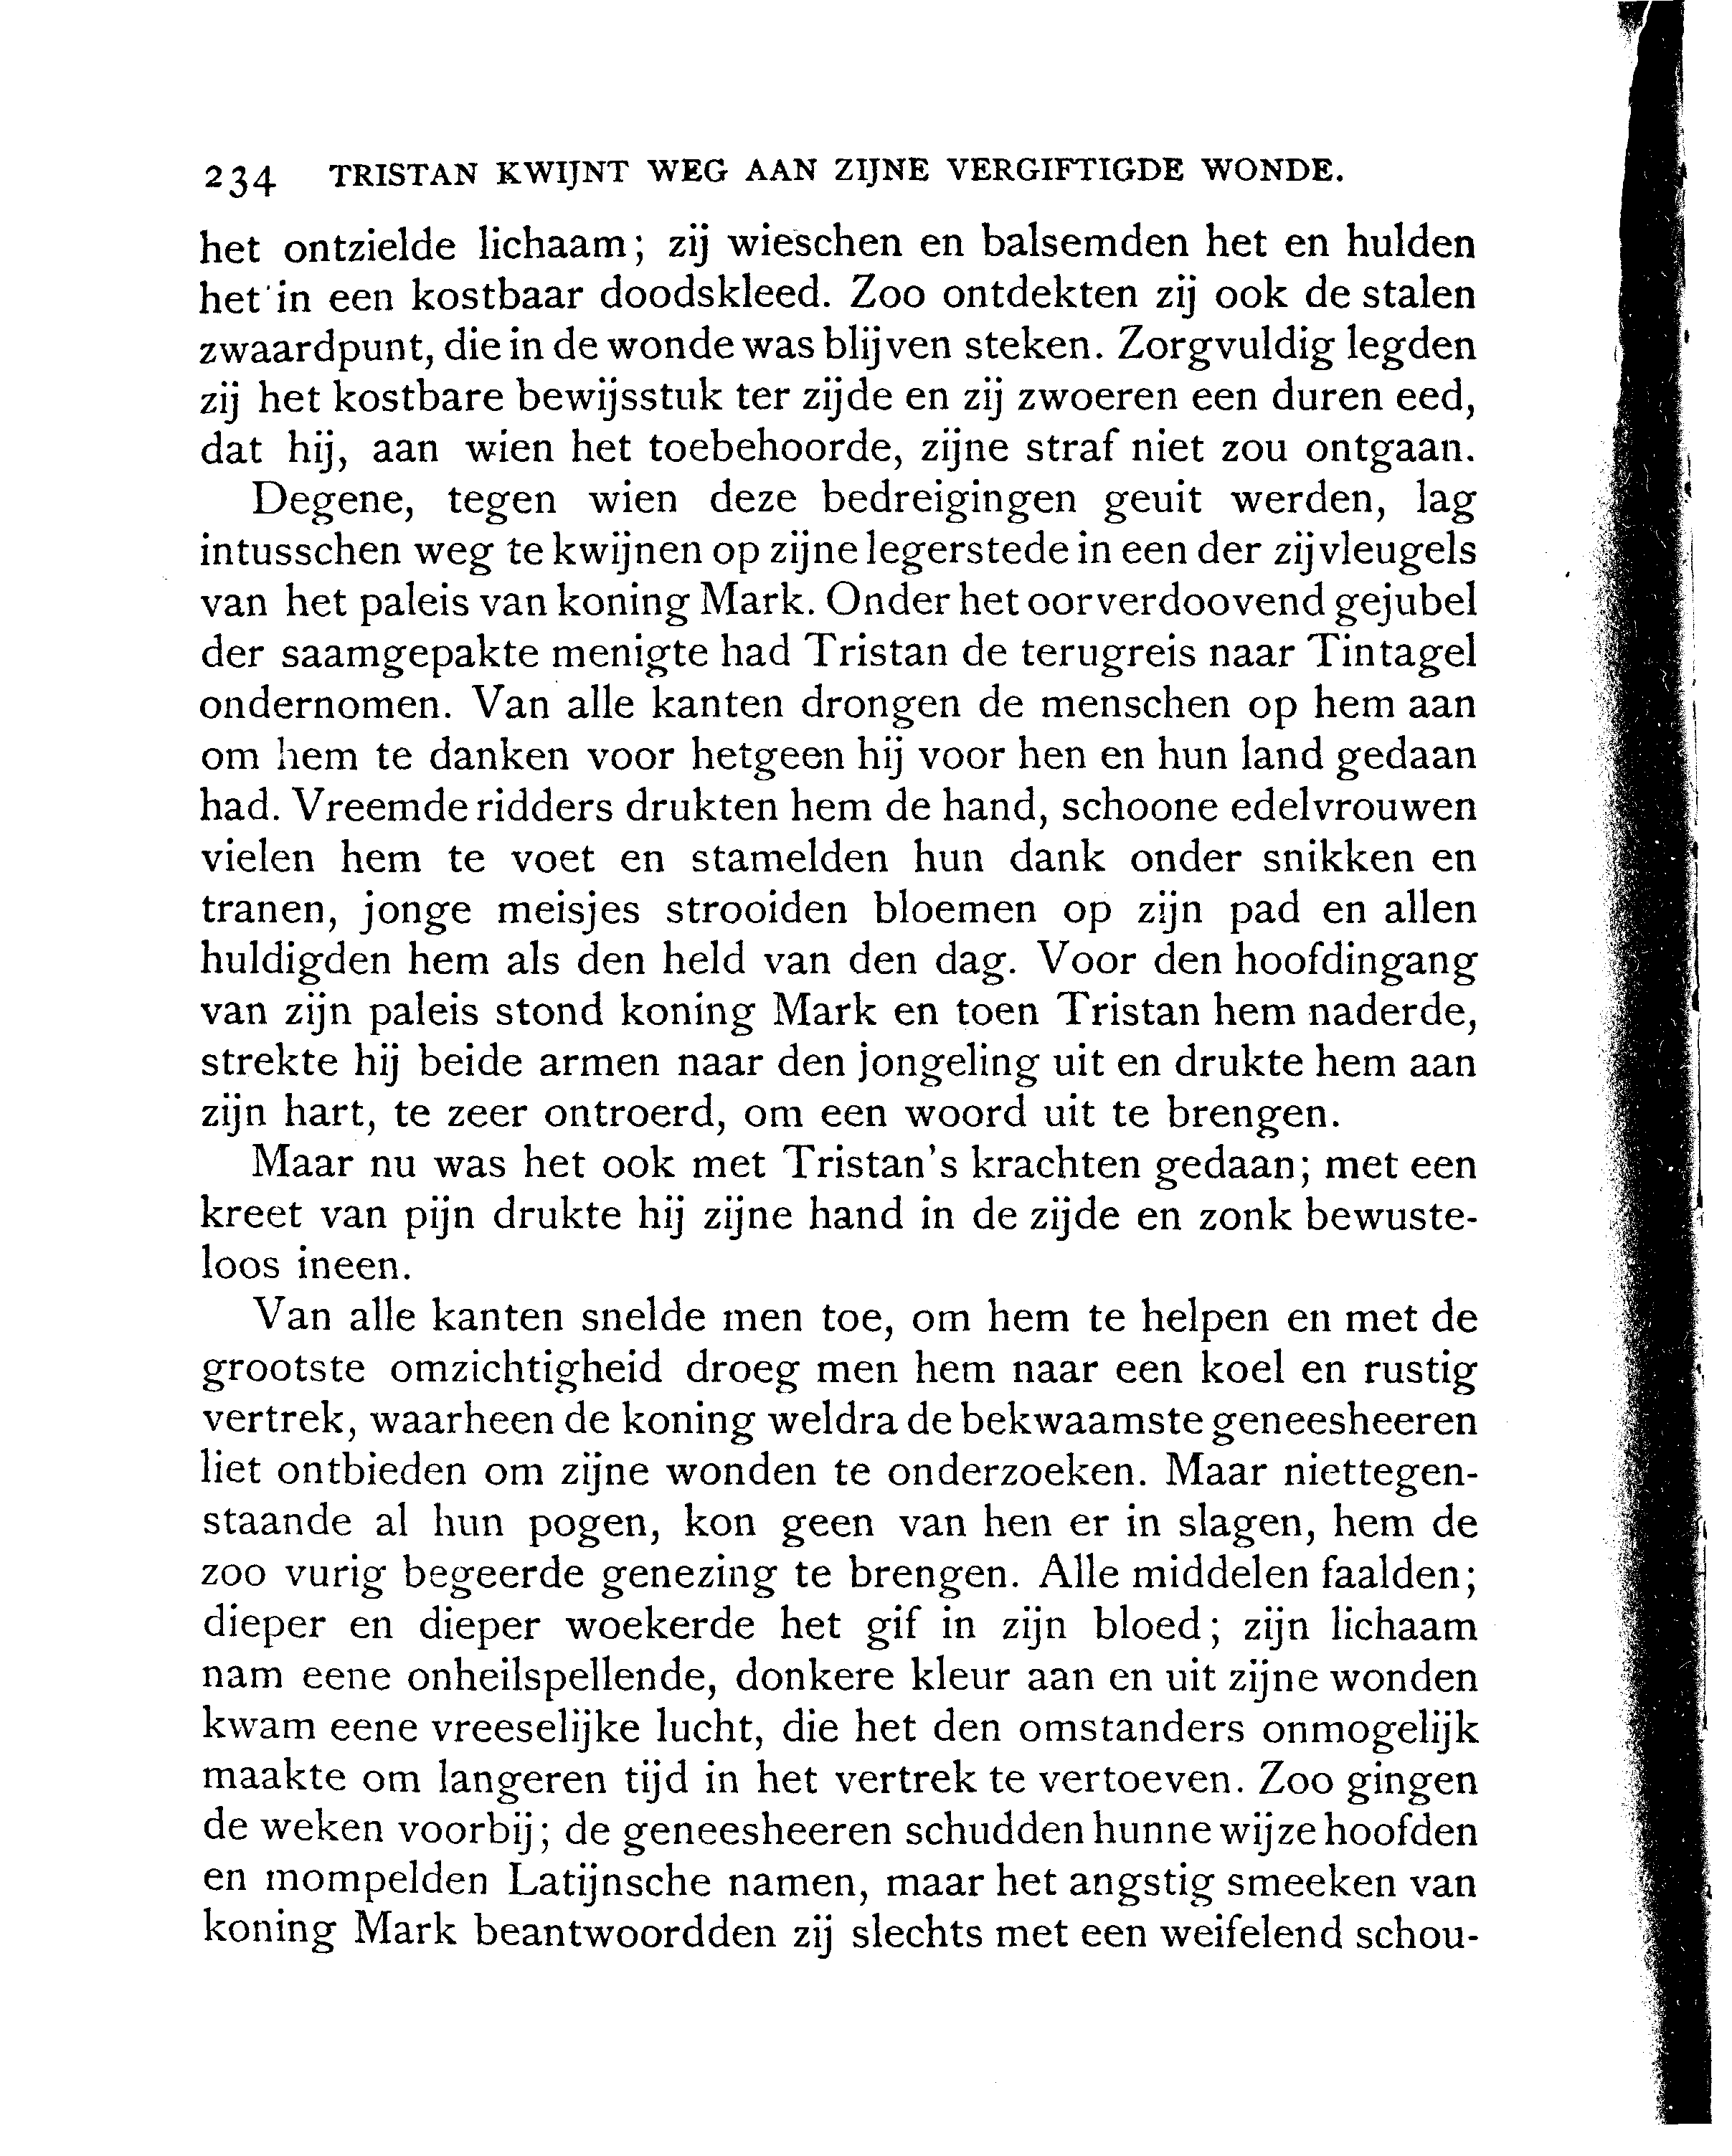 234 TRISTAN KWIJNT WEG AAN ZIJNE VERGIFTIGDE WONDE.
het ontzielde lichaam; zij wieschen en balsemden het en hulden
het in een kostbaar doodskleed. Zoo ontdekten zij ook de stalen
zwaardpunt, die in de wonde was blijven steken. Zorgvuldig legden
zij het kostbare bewijsstuk ter zijde en zij zwoeren een duren eed,
dat hij, aan wien het toebehoorde, zijne straf niet zou ontgaan.
Degene, tegen wien deze bedreigingen geuit werden, lag
intusschen weg te kwijnen op zijne legerstede in een der zijvleugels
van het paleis van koning Mark. Onder het oorverdoovend gejubel
der saamgepakte menigte had Tristan de terugreis naar Tintagel
ondernomen. Van alle kanten drongen de menschen op hem aan
om hem te danken voor hetgeen hij voor hen en hun land gedaan
had. Vreemde ridders drukten hem de hand, schoone edelvrouwen
vielen hem te voet en stamelden hun dank onder snikken en
tranen, jonge meisjes strooiden bloemen op zijn pad en allen
huldigden hem als den held van den dag. Voor den hoofdingang
van zijn paleis stond koning Mark en toen Tristan hem naderde,
strekte hij beide armen naar den jongeling uit en drukte hem aan
zijn hart, te zeer ontroerd, om een woord uit te brengen.
Maar nu was het ook met Tristan's krachten gedaan; met een
kreet van pijn drukte hij zijne hand in de zijde en zonk bewuste-
loos ineen.
Van alle kanten snelde men toe, om hem te helpen en met de
grootste omzichtigheid droeg men hem naar een koel en rustig
vertrek, waarheen de koning weldra de bekwaamste geneesheeren
liet ontbieden om zijne wonden te onderzoeken. Maar niettegen-
staande al hun pogen, kon geen van hen er in slagen, hem de
zoo vurig begeerde genezing te brengen. Alle middelen faalden;
dieper en dieper woekerde het gif in zijn bloed; zijn lichaam
nam eene onheilspellende, donkere kleur aan en uit zijne wonden
kwam eene vreeselijke lucht, die het den omstanders onmogelijk
maakte om langeren tijd in het vertrek te vertoeven. Zoo gingen
de weken voorbij; de geneesheeren schudden hunne wijze hoofden
en mompelden Latijnsche namen, maar het angstig smeeken van
koning Mark beantwoordden zij slechts met een weifelend schou-